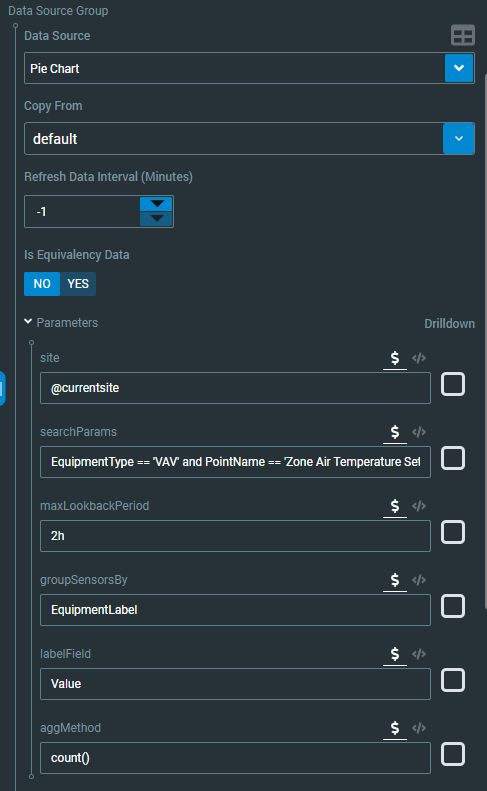 Data Source Group
Data Source
Pie Chart
Copy From
default
Refresh Data Interval (Minutes)
-1
Is Equivalency Data
NO YES
Parameters Drilldown
site $ </>
@currentsite
searchParams $ </>
EquipmentType == 'VAV' and PointName == 'Zone Air Temperature Set
maxLookbackPeriod $ </>
2h
groupSensorsBy $ </>
EquipmentLabel
labelField $ </>
Value
aggMethod $ </>
count()